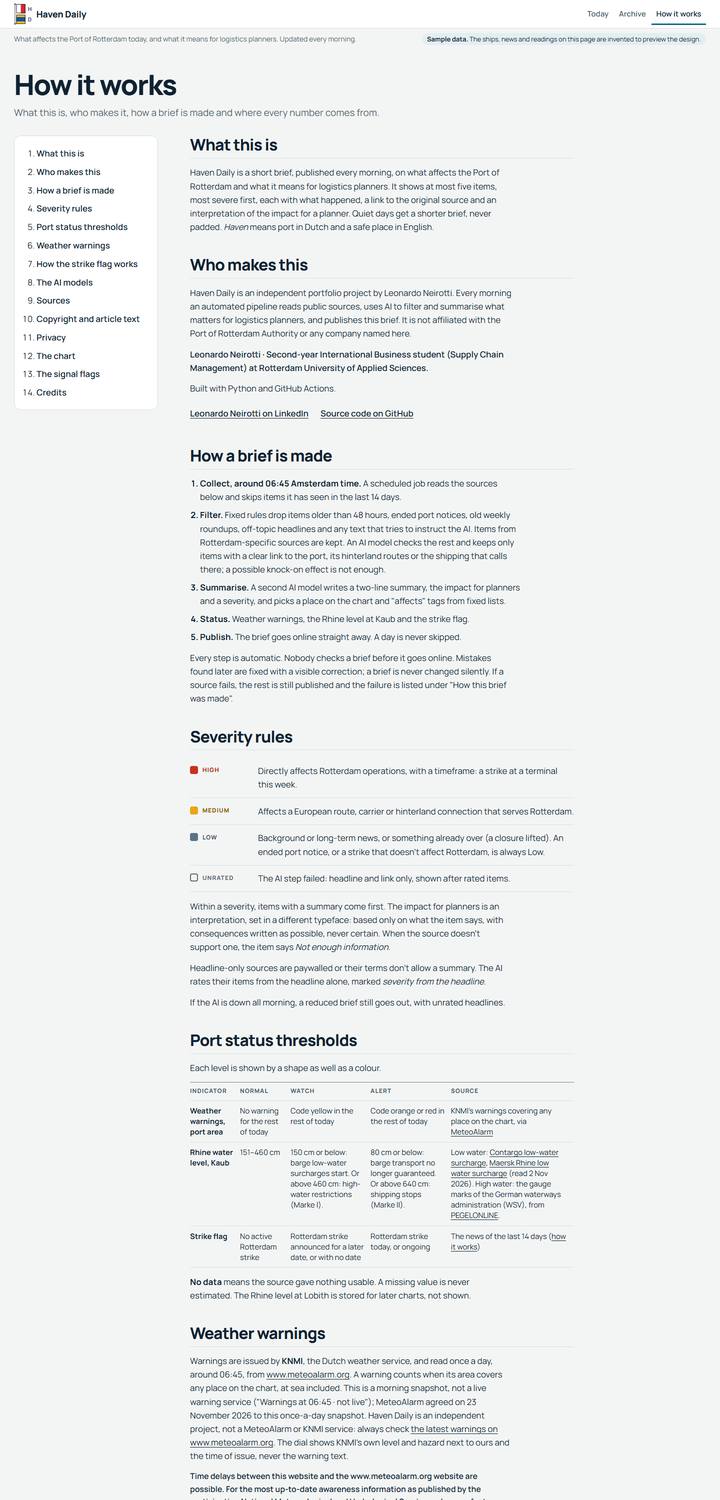 H
D
Haven Daily
Today
Archive
How it works
What affects the Port of Rotterdam today, and what it means for logistics planners. Updated every morning.
Sample data. The ships, news and readings on this page are invented to preview the design.
How it works
What this is, who makes it, how a brief is made and where every number comes from.
1. What this is
2. Who makes this
3. How a brief is made
4. Severity rules
5. Port status thresholds
6. Weather warnings
7. How the strike flag works
8. The AI models
9. Sources
10. Copyright and article text
11. Privacy
12. The chart
13. The signal flags
14. Credits
What this is
Haven Daily is a short brief, published every morning, on what affects the Port of
Rotterdam and what it means for logistics planners. It shows at most five items,
most severe first, each with what happened, a link to the original source and an
interpretation of the impact for a planner. Quiet days get a shorter brief, never
padded. Haven means port in Dutch and a safe place in English.
Who makes this
Haven Daily is an independent portfolio project by Leonardo Neirotti. Every morning
an automated pipeline reads public sources, uses AI to filter and summarise what
matters for logistics planners, and publishes this brief. It is not affiliated with the
Port of Rotterdam Authority or any company named here.
Leonardo Neirotti · Second-year International Business student (Supply Chain
Management) at Rotterdam University of Applied Sciences.
Built with Python and GitHub Actions.
Leonardo Neirotti on LinkedIn
Source code on GitHub
How a brief is made
1. Collect, around 06:45 Amsterdam time. A scheduled job reads the sources
below and skips items it has seen in the last 14 days.
2. Filter. Fixed rules drop items older than 48 hours, ended port notices, old weekly
roundups, off-topic headlines and any text that tries to instruct the AI. Items from
Rotterdam-specific sources are kept. An AI model checks the rest and keeps only
items with a clear link to the port, its hinterland routes or the shipping that calls
there; a possible knock-on effect is not enough.
3. Summarise. A second AI model writes a two-line summary, the impact for planners
and a severity, and picks a place on the chart and "affects" tags from fixed lists.
4. Status. Weather warnings, the Rhine level at Kaub and the strike flag.
5. Publish. The brief goes online straight away. A day is never skipped.
Every step is automatic. Nobody checks a brief before it goes online. Mistakes
found later are fixed with a visible correction; a brief is never changed silently. If a
source fails, the rest is still published and the failure is listed under "How this brief
was made".
Severity rules
HIGH
Directly affects Rotterdam operations, with a timeframe: a strike at a terminal
this week.
MEDIUM
Affects a European route, carrier or hinterland connection that serves Rotterdam.
LOW
Background or long-term news, or something already over (a closure lifted). An
ended port notice, or a strike that doesn't affect Rotterdam, is always Low.
UNRATED
The AI step failed: headline and link only, shown after rated items.
Within a severity, items with a summary come first. The impact for planners is an
interpretation, set in a different typeface: based only on what the item says, with
consequences written as possible, never certain. When the source doesn't
support one, the item says Not enough information.
Headline-only sources are paywalled or their terms don't allow a summary. The AI
rates their items from the headline alone, marked severity from the headline.
If the AI is down all morning, a reduced brief still goes out, with unrated headlines.
Port status thresholds
Each level is shown by a shape as well as a colour.
INDICATOR
NORMAL
WATCH
ALERT
SOURCE
Weather
warnings,
port area
No warning
for the rest
of today
Code yellow in the
rest of today
Code orange or red in
the rest of today
KNMI's warnings covering any
place on the chart, via
MeteoAlarm
Rhine water
level, Kaub
151–460 cm
150 cm or below:
barge low-water
surcharges start. Or
above 460 cm: high-
water restrictions
(Marke I).
80 cm or below:
barge transport no
longer guaranteed.
Or above 640 cm:
shipping stops
(Marke II).
Low water: Contargo low-water
surcharge, Maersk Rhine low
water surcharge (read 2 Nov
2026). High water: the gauge
marks of the German waterways
administration (WSV), from
PEGELONLINE.
Strike flag
No active
Rotterdam
strike
Rotterdam strike
announced for a later
date, or with no date
Rotterdam strike
today, or ongoing
The news of the last 14 days (how
it works)
No data means the source gave nothing usable. A missing value is never
estimated. The Rhine level at Lobith is stored for later charts, not shown.
Weather warnings
Warnings are issued by KNMI, the Dutch weather service, and read once a day,
around 06:45, from www.meteoalarm.org. A warning counts when its area covers
any place on the chart, at sea included. This is a morning snapshot, not a live
warning service ("Warnings at 06:45 · not live"); MeteoAlarm agreed on 23
November 2026 to this once-a-day snapshot. Haven Daily is an independent
project, not a MeteoAlarm or KNMI service: always check the latest warnings on
www.meteoalarm.org. The dial shows KNMI's own level and hazard next to ours and
the time of issue, never the warning text.
Time delays between this website and the www.meteoalarm.org website are
possible. For the most up-to-date awareness information as published by the